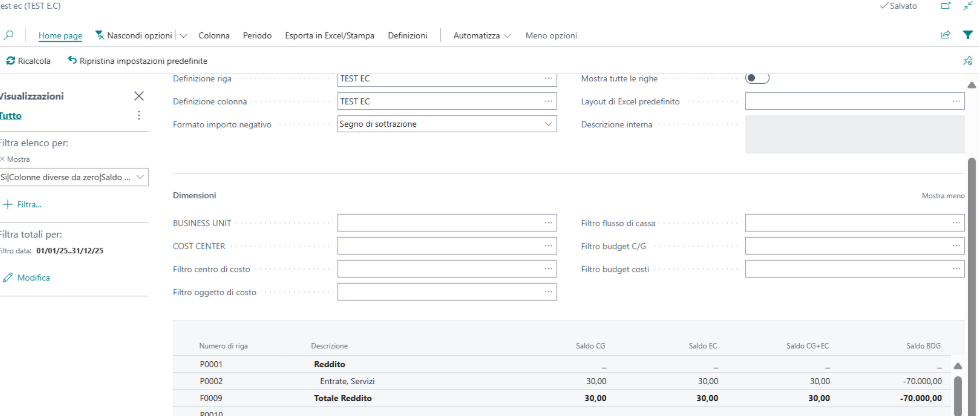 est ec (TEST E.C)
Salvato
Home page
Nascondi opzioni
Colonna
Periodo
Esporta in Excel/Stampa
Definizioni
Automatizza
Meno opzioni
Ricalcola
Ripristina impostazioni predefinite
Visualizzazioni
Tutto
Filtra elenco per:
× Mostra
Sì|Colonne diverse da zero|Saldo ...
Filtra...
Filtra totali per:
Filtro data: 01/01/25..31/12/25
Modifica
Definizione riga
TEST EC
Definizione colonna
TEST EC
Formato importo negativo
Segno di sottrazione
Mostra tutte le righe
Layout di Excel predefinito
Descrizione interna
Dimensioni
Mostra meno
BUSINESS UNIT
COST CENTER
Filtro centro di costo
Filtro oggetto di costo
Filtro flusso di cassa
Filtro budget C/G
Filtro budget costi
Numero di riga Descrizione Saldo CG Saldo EC Saldo CG+EC Saldo BDG
P0001 Reddito _ _ _ _
P0002 Entrate, Servizi 30,00 30,00 30,00 -70.000,00
F0009 Totale Reddito 30,00 30,00 30,00 -70.000,00
P0010